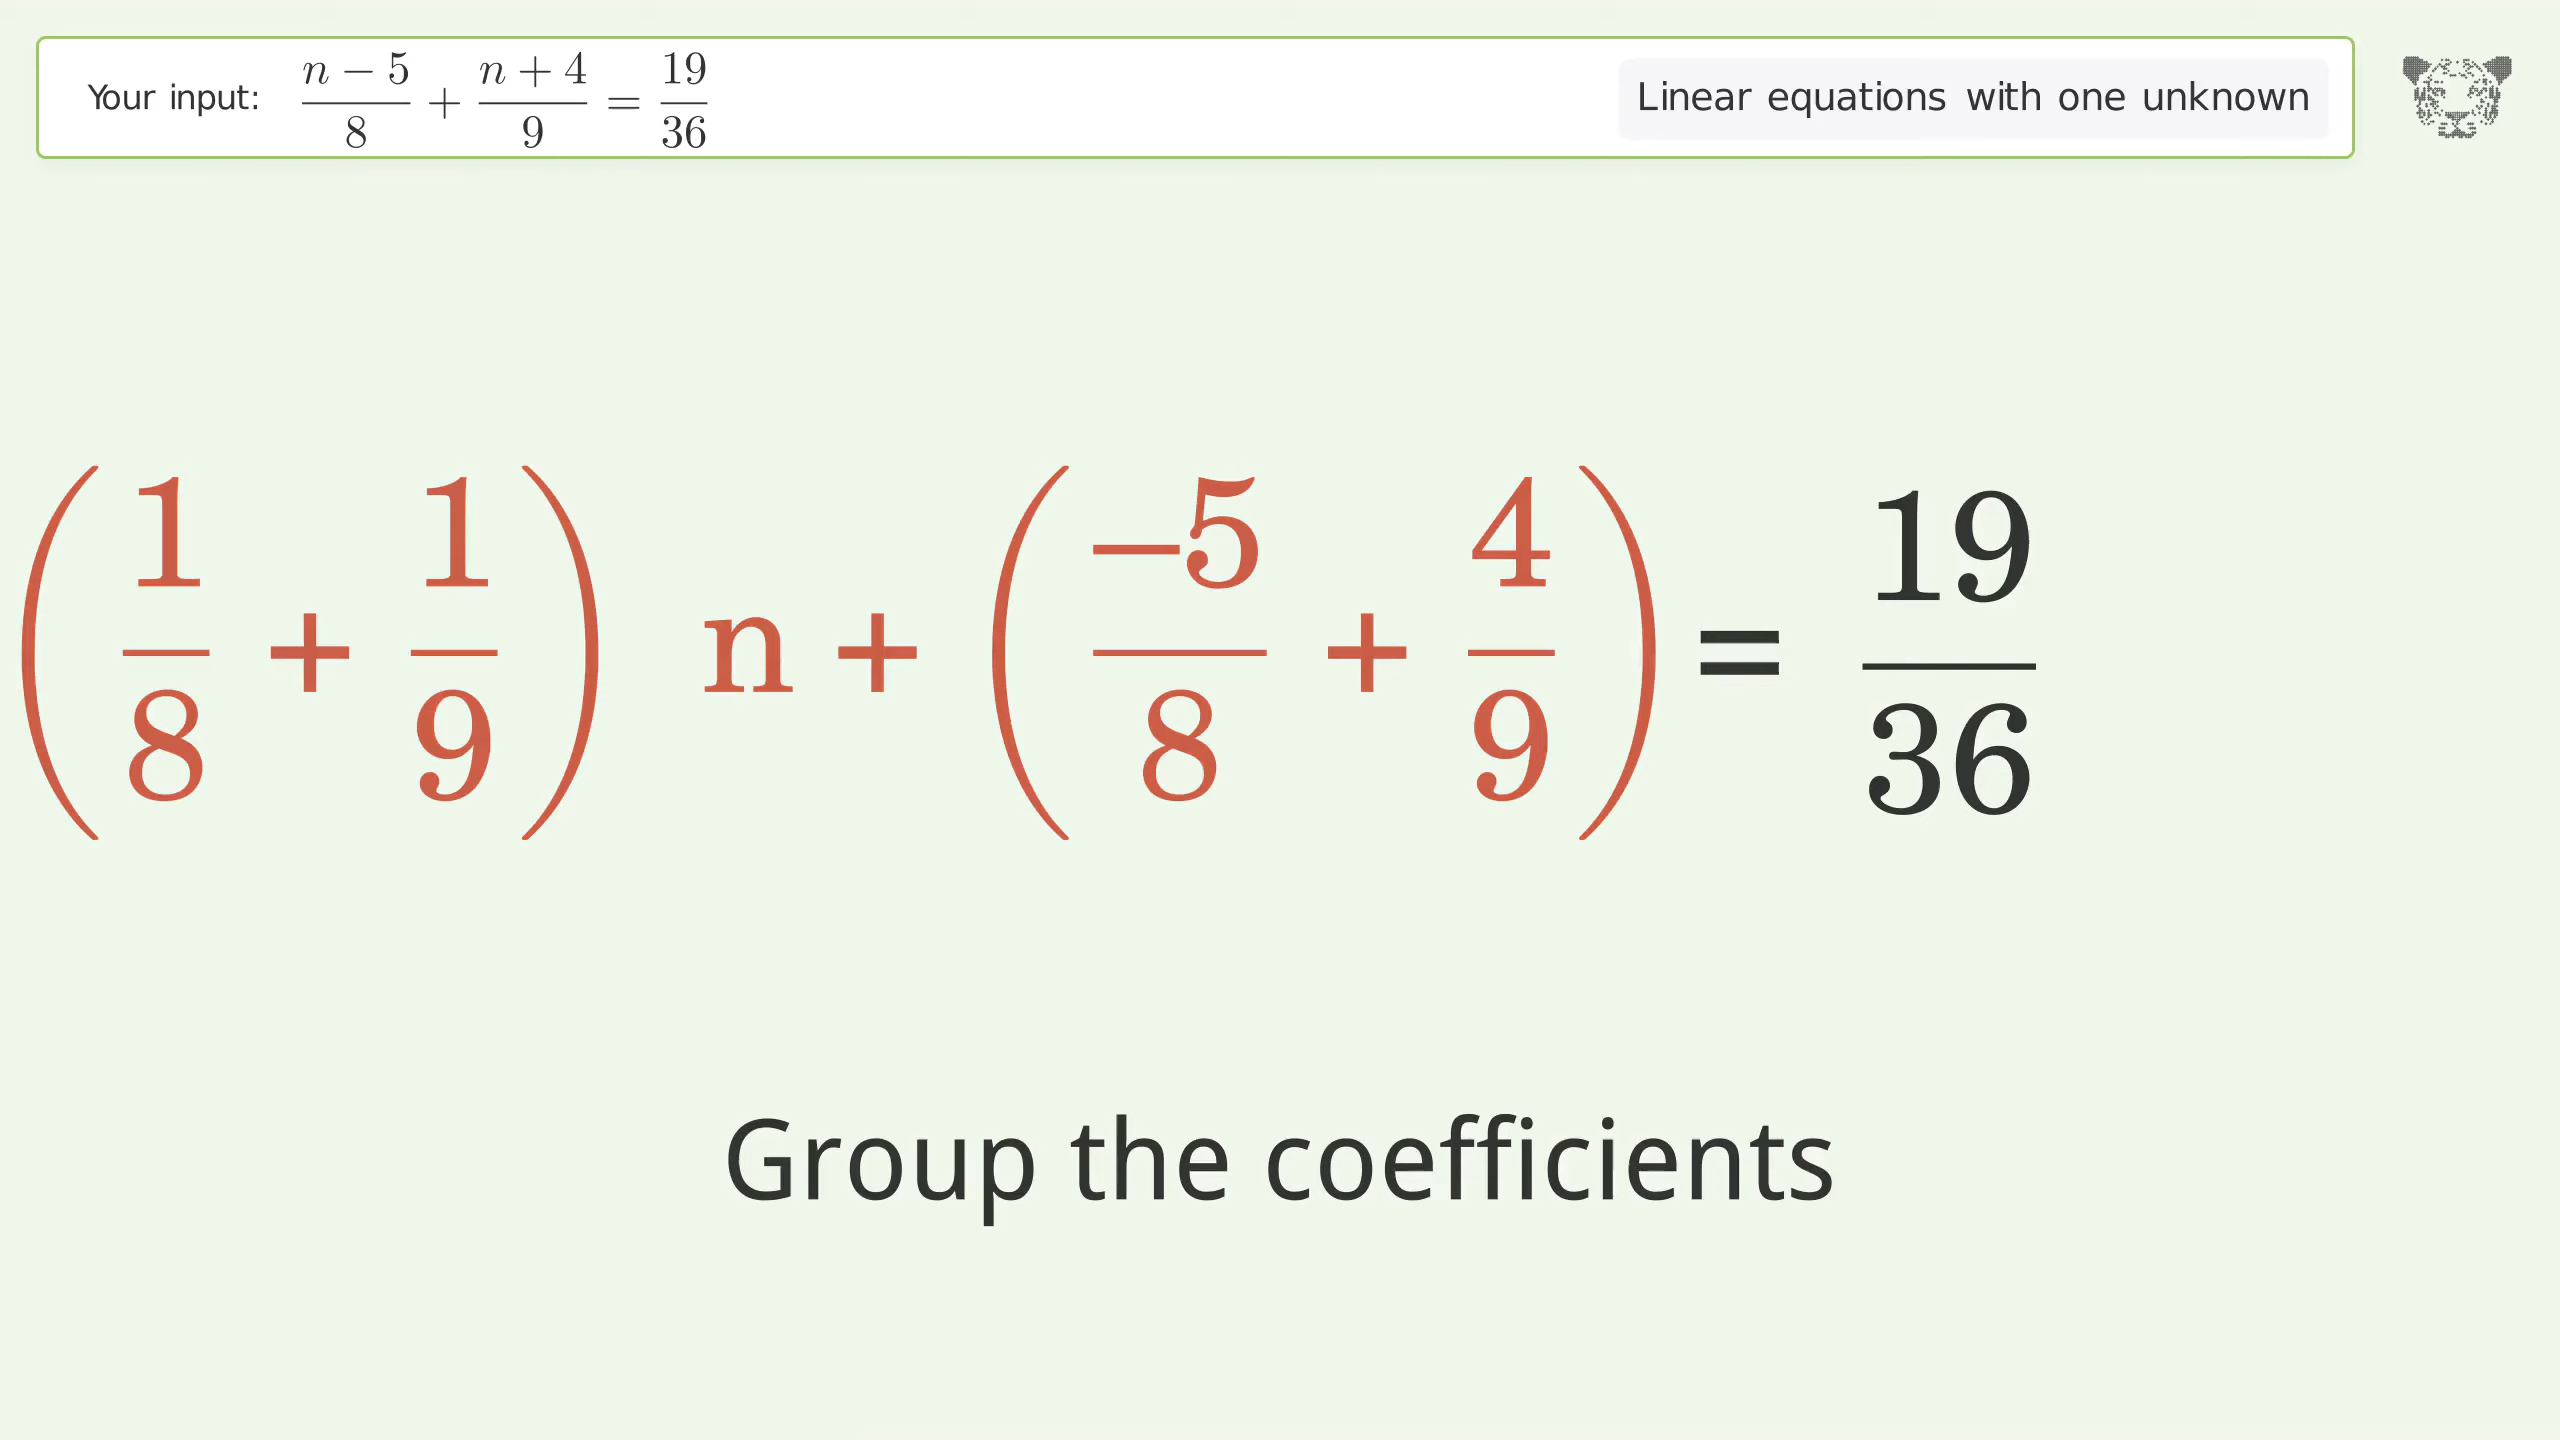 Your input: (n − 5)/8 + (n + 4)/9 = 19/36
Linear equations with one unknown
(1/8 + 1/9) n + (−5/8 + 4/9) = 19/36
Group the coefficients